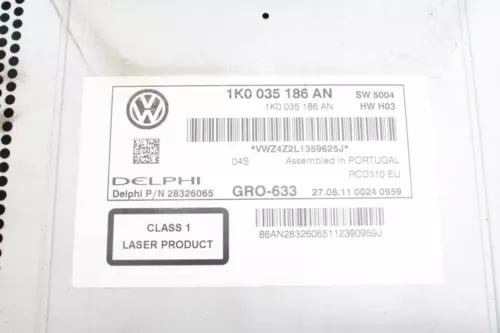 1K0 035 186 AN SW 5004
1K0 035 186 AN HW H03
*VWZ4Z2L1359625J*
04S Assembled in PORTUGAL
RCD310 EU
DELPHI
Delphi P/N 28326065 GRO-633 27.08.11 0024 0959
CLASS 1
LASER PRODUCT
86AN28326065112390959J